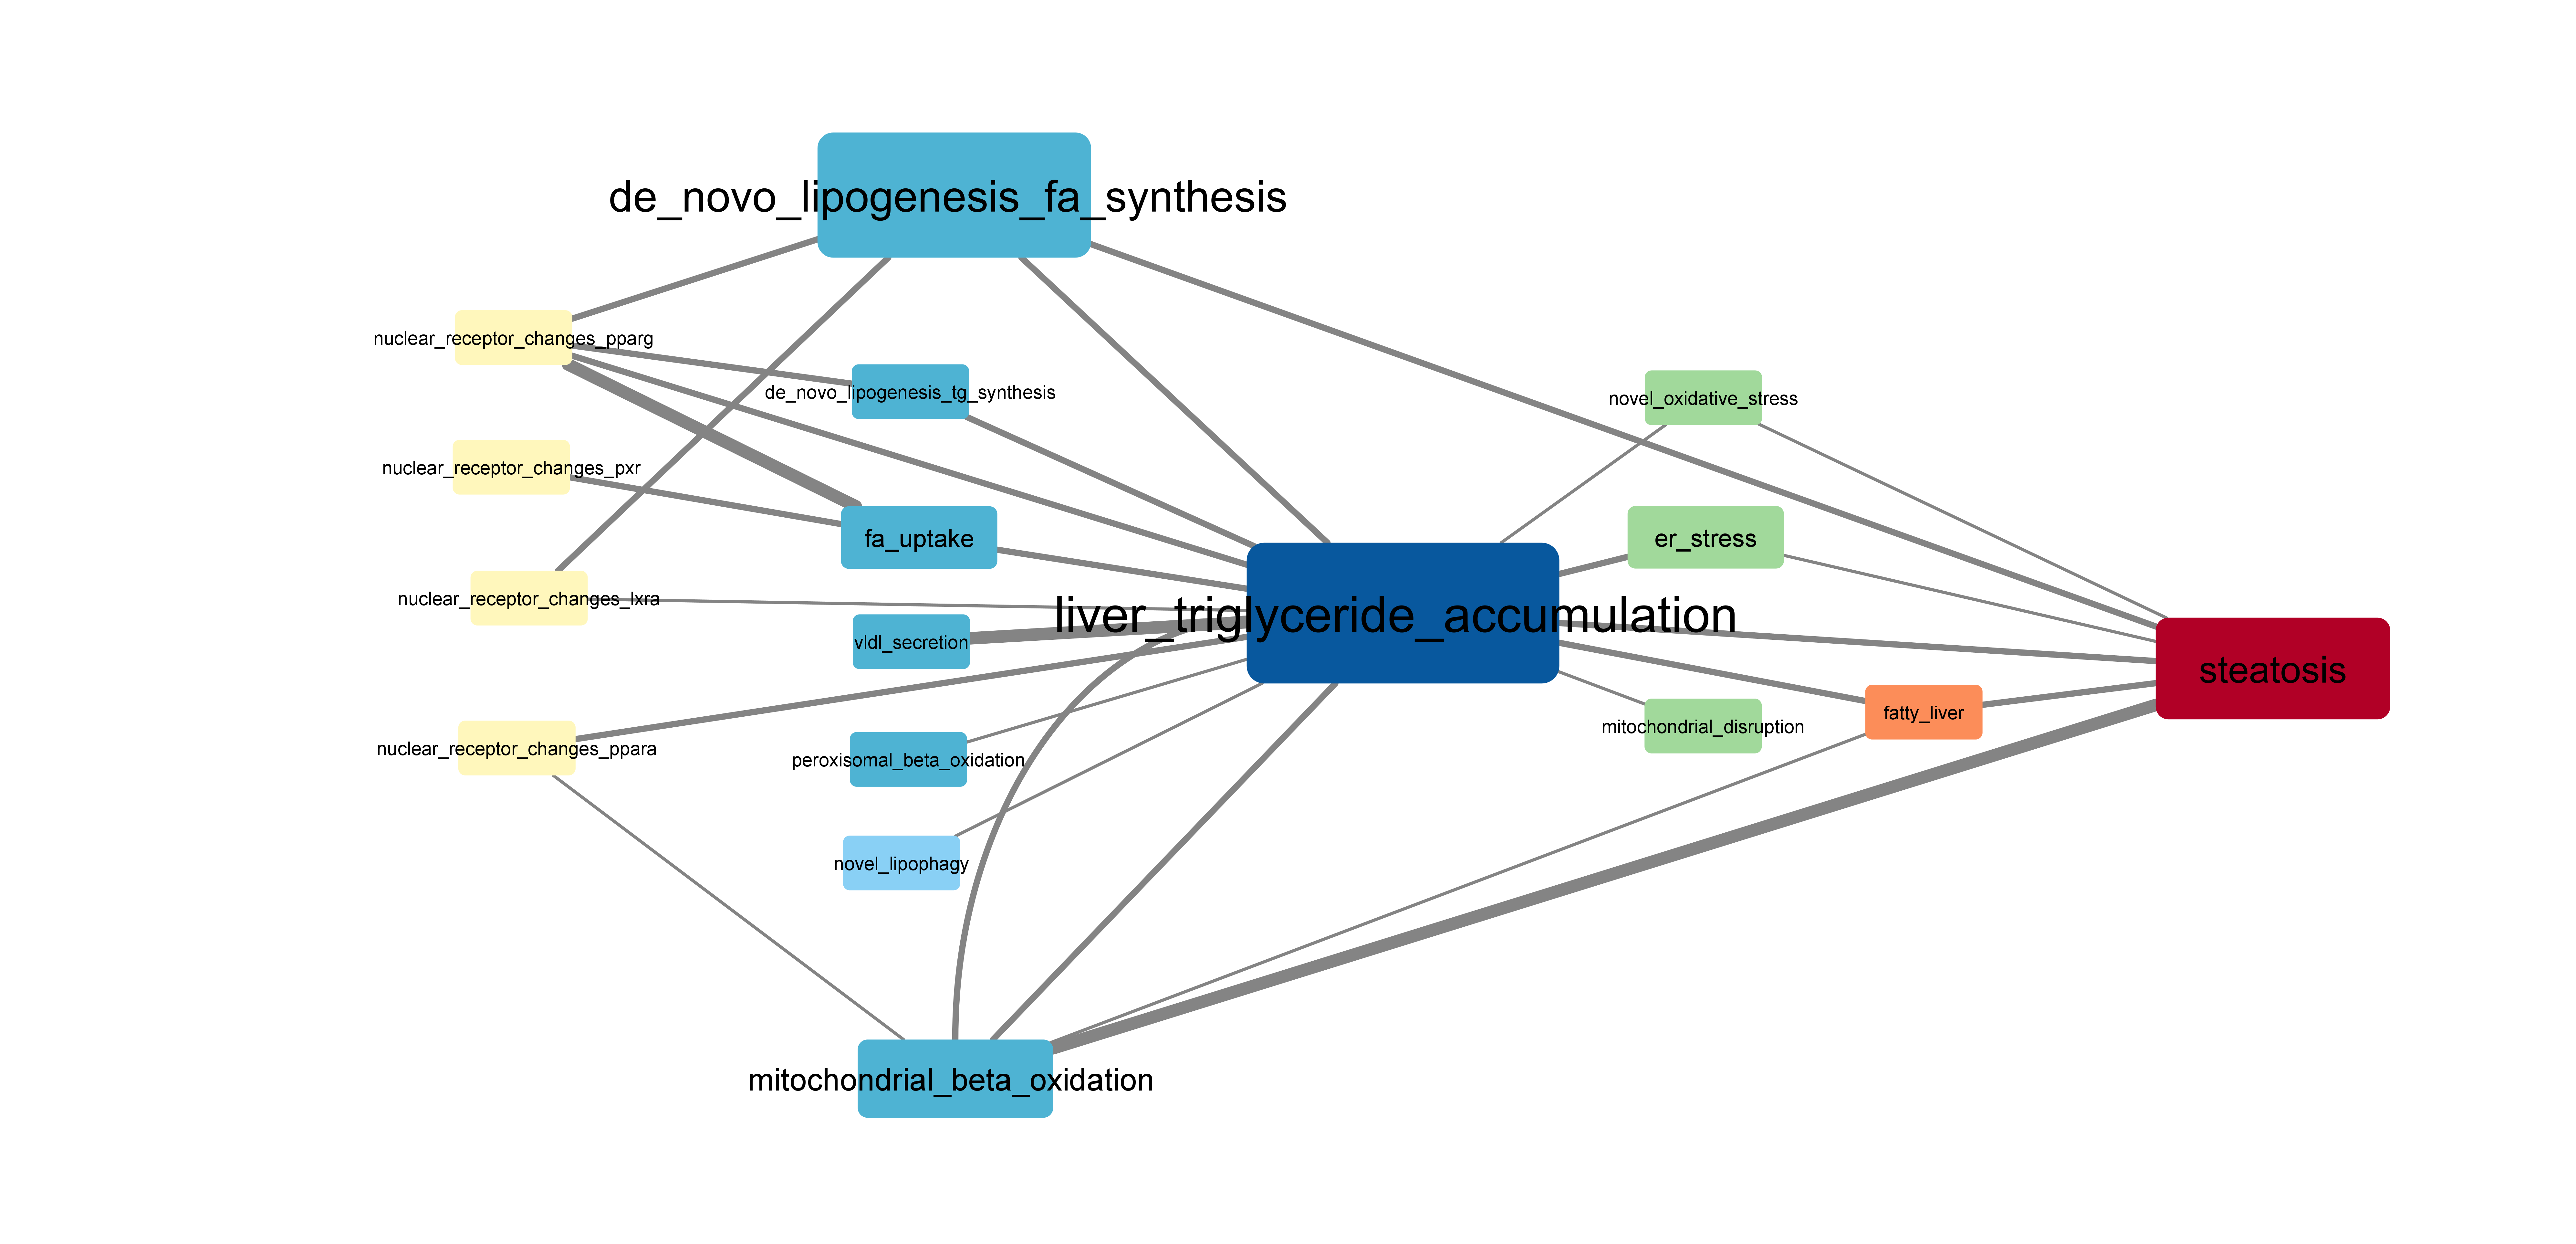 de_novo_lipogenesis_fa_synthesis
nuclear_receptor_changes_pparg
de_novo_lipogenesis_tg_synthesis
novel_oxidative_stress
nuclear_receptor_changes_pxr
fa_uptake
er_stress
nuclear_receptor_changes_lxra
liver_triglyceride_accumulation
vldl_secretion
steatosis
fatty_liver
mitochondrial_disruption
nuclear_receptor_changes_ppara
peroxisomal_beta_oxidation
novel_lipophagy
mitochondrial_beta_oxidation